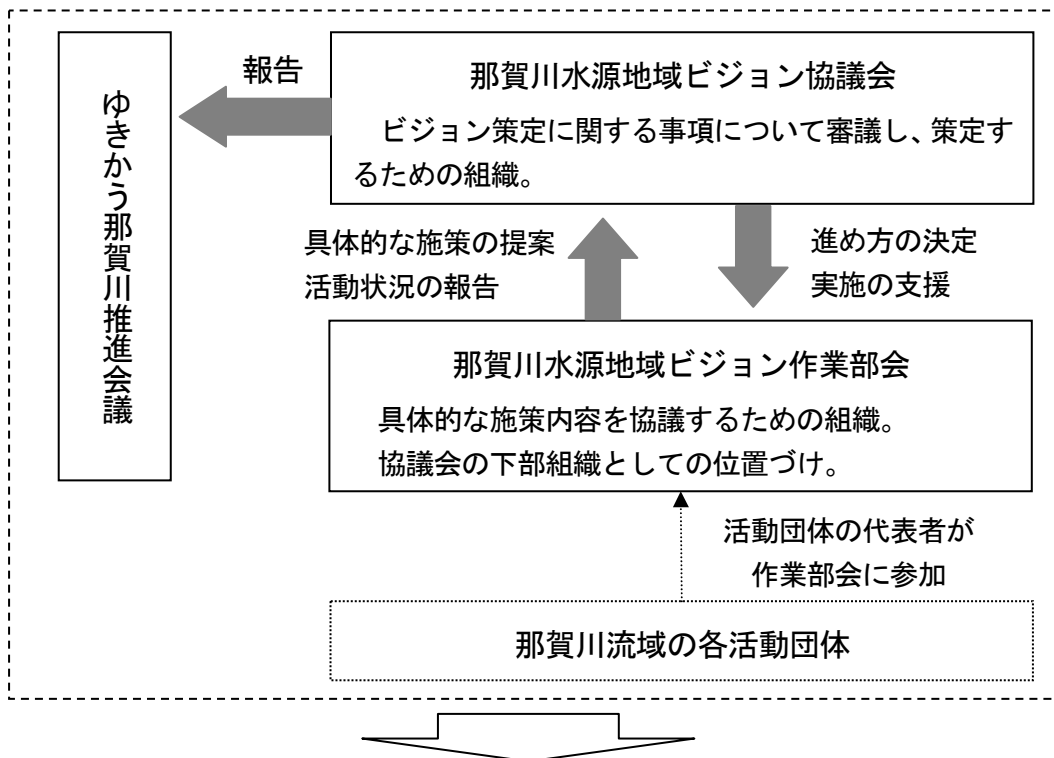 ゆきかう那賀川推進会議
報告
那賀川水源地域ビジョン協議会
ビジョン策定に関する事項について審議し、策定す
るための組織。
具体的な施策の提案
活動状況の報告
進め方の決定
実施の支援
那賀川水源地域ビジョン作業部会
具体的な施策内容を協議するための組織。
協議会の下部組織としての位置づけ。
活動団体の代表者が
作業部会に参加
那賀川流域の各活動団体